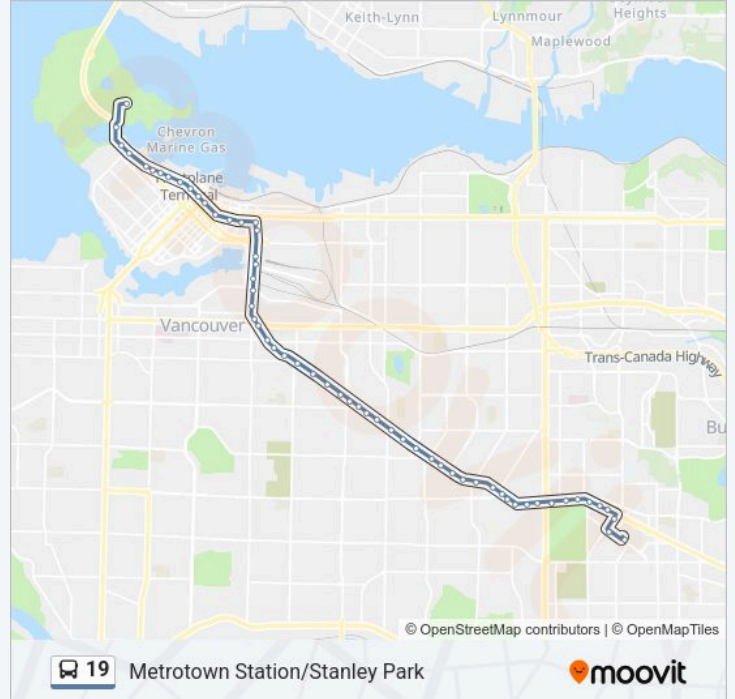 Keith-Lynn
Lynnmour
Heights
Maplewood
Chevron
Marine Gas
Vancouver
Trans-Canada Highway
Bu
© OpenStreetMap contributors | © OpenMapTiles
19 Metrotown Station/Stanley Park
moovit